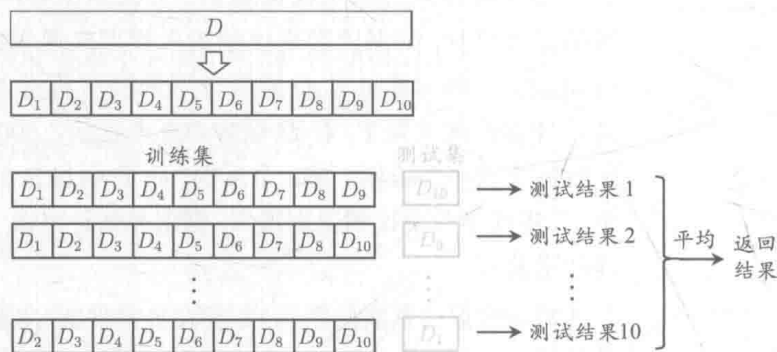 D
D₁ D₂ D₃ D₄ D₅ D₆ D₇ D₈ D₉ D₁₀
训练集 测试集
D₁ D₂ D₃ D₄ D₅ D₆ D₇ D₈ D₉ D₁₀ 测试结果1
D₁ D₂ D₃ D₄ D₅ D₆ D₇ D₈ D₁₀ D₉ 测试结果2
平均 返回
结果
⋮ ⋮ ⋮
D₂ D₃ D₄ D₅ D₆ D₇ D₈ D₉ D₁₀ D₁ 测试结果10